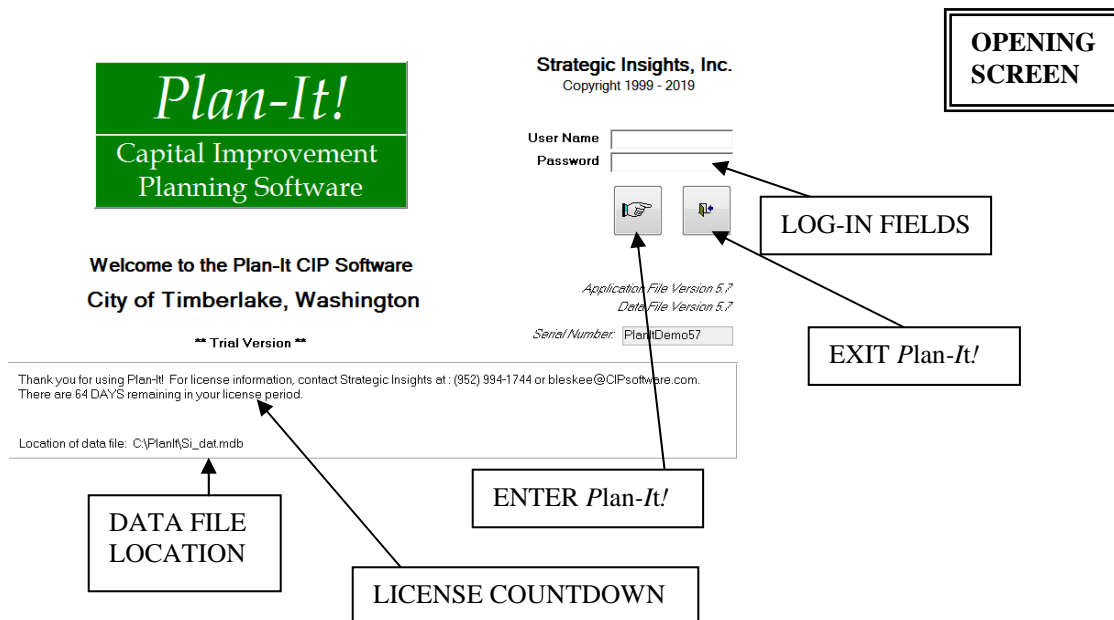 OPENING
SCREEN
Plan-It!
Capital Improvement
Planning Software
Strategic Insights, Inc.
Copyright 1999 - 2019
User Name
Password
LOG-IN FIELDS
Welcome to the Plan-It CIP Software
City of Timberlake, Washington
** Trial Version **
Application File Version 5.7
Data File Version 5.7
Serial Number: PlanItDemo57
EXIT Plan-It!
Thank you for using Plan-It! For license information, contact Strategic Insights at : (952) 994-1744 or bleskee@CIPsoftware.com.
There are 64 DAYS remaining in your license period.
Location of data file: C:\PlanIt\Si_dat.mdb
ENTER Plan-It!
DATA FILE
LOCATION
LICENSE COUNTDOWN